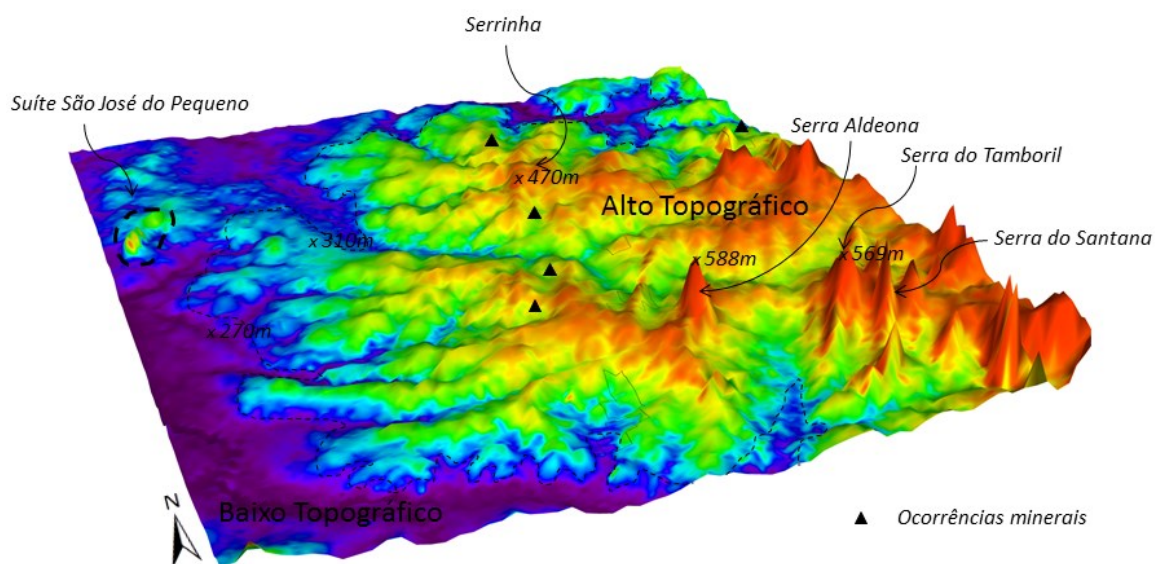 Serrinha
Suíte São José do Pequeno
Serra Aldeona
Serra do Tamboril
x 470m
Alto Topográfico
Serra do Santana
x 310m
x 588m
x 569m
x 270m
N
Baixo Topográfico
Ocorrências minerais